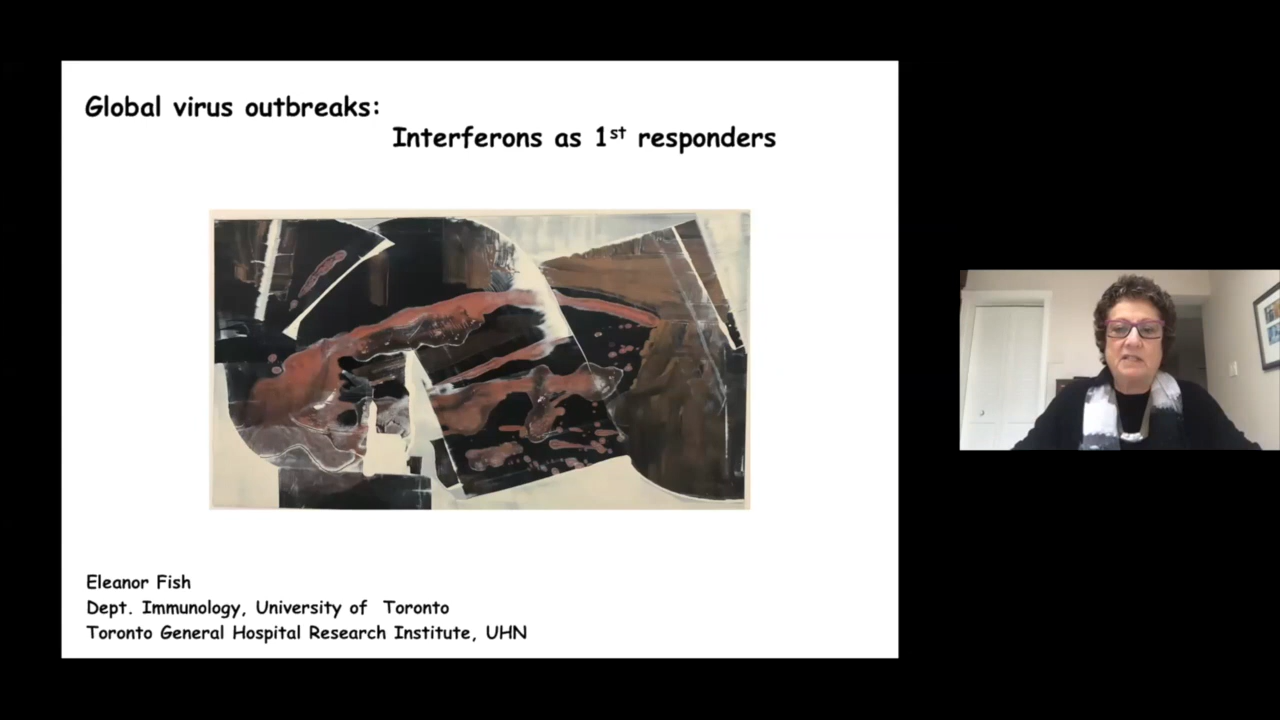 Global virus outbreaks:
Interferons as 1st responders
Eleanor Fish
Dept. Immunology, University of Toronto
Toronto General Hospital Research Institute, UHN